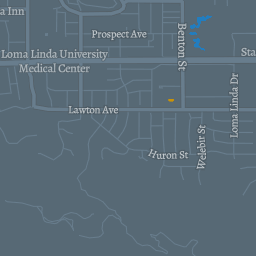 a Inn
Prospect Ave
Benton St
Loma Linda University
Medical Center
Sta
Loma Linda Dr
Lawton Ave
Welebir St
Huron St